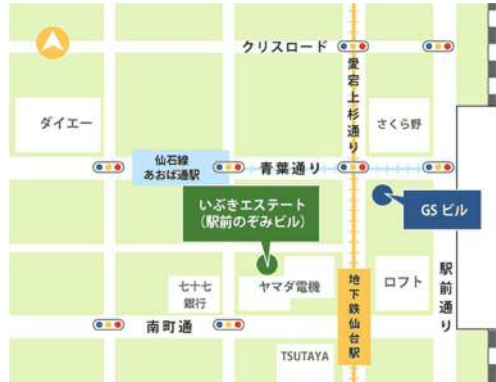 クリスロード
愛宕上杉通り
ダイエー
さくら野
仙石線
あおば通駅
青葉通り
いぶきエステート
(駅前のぞみビル)
GSビル
七十七
銀行
ヤマダ電機
地下鉄仙台駅
ロフト
駅前通り
南町通
TSUTAYA